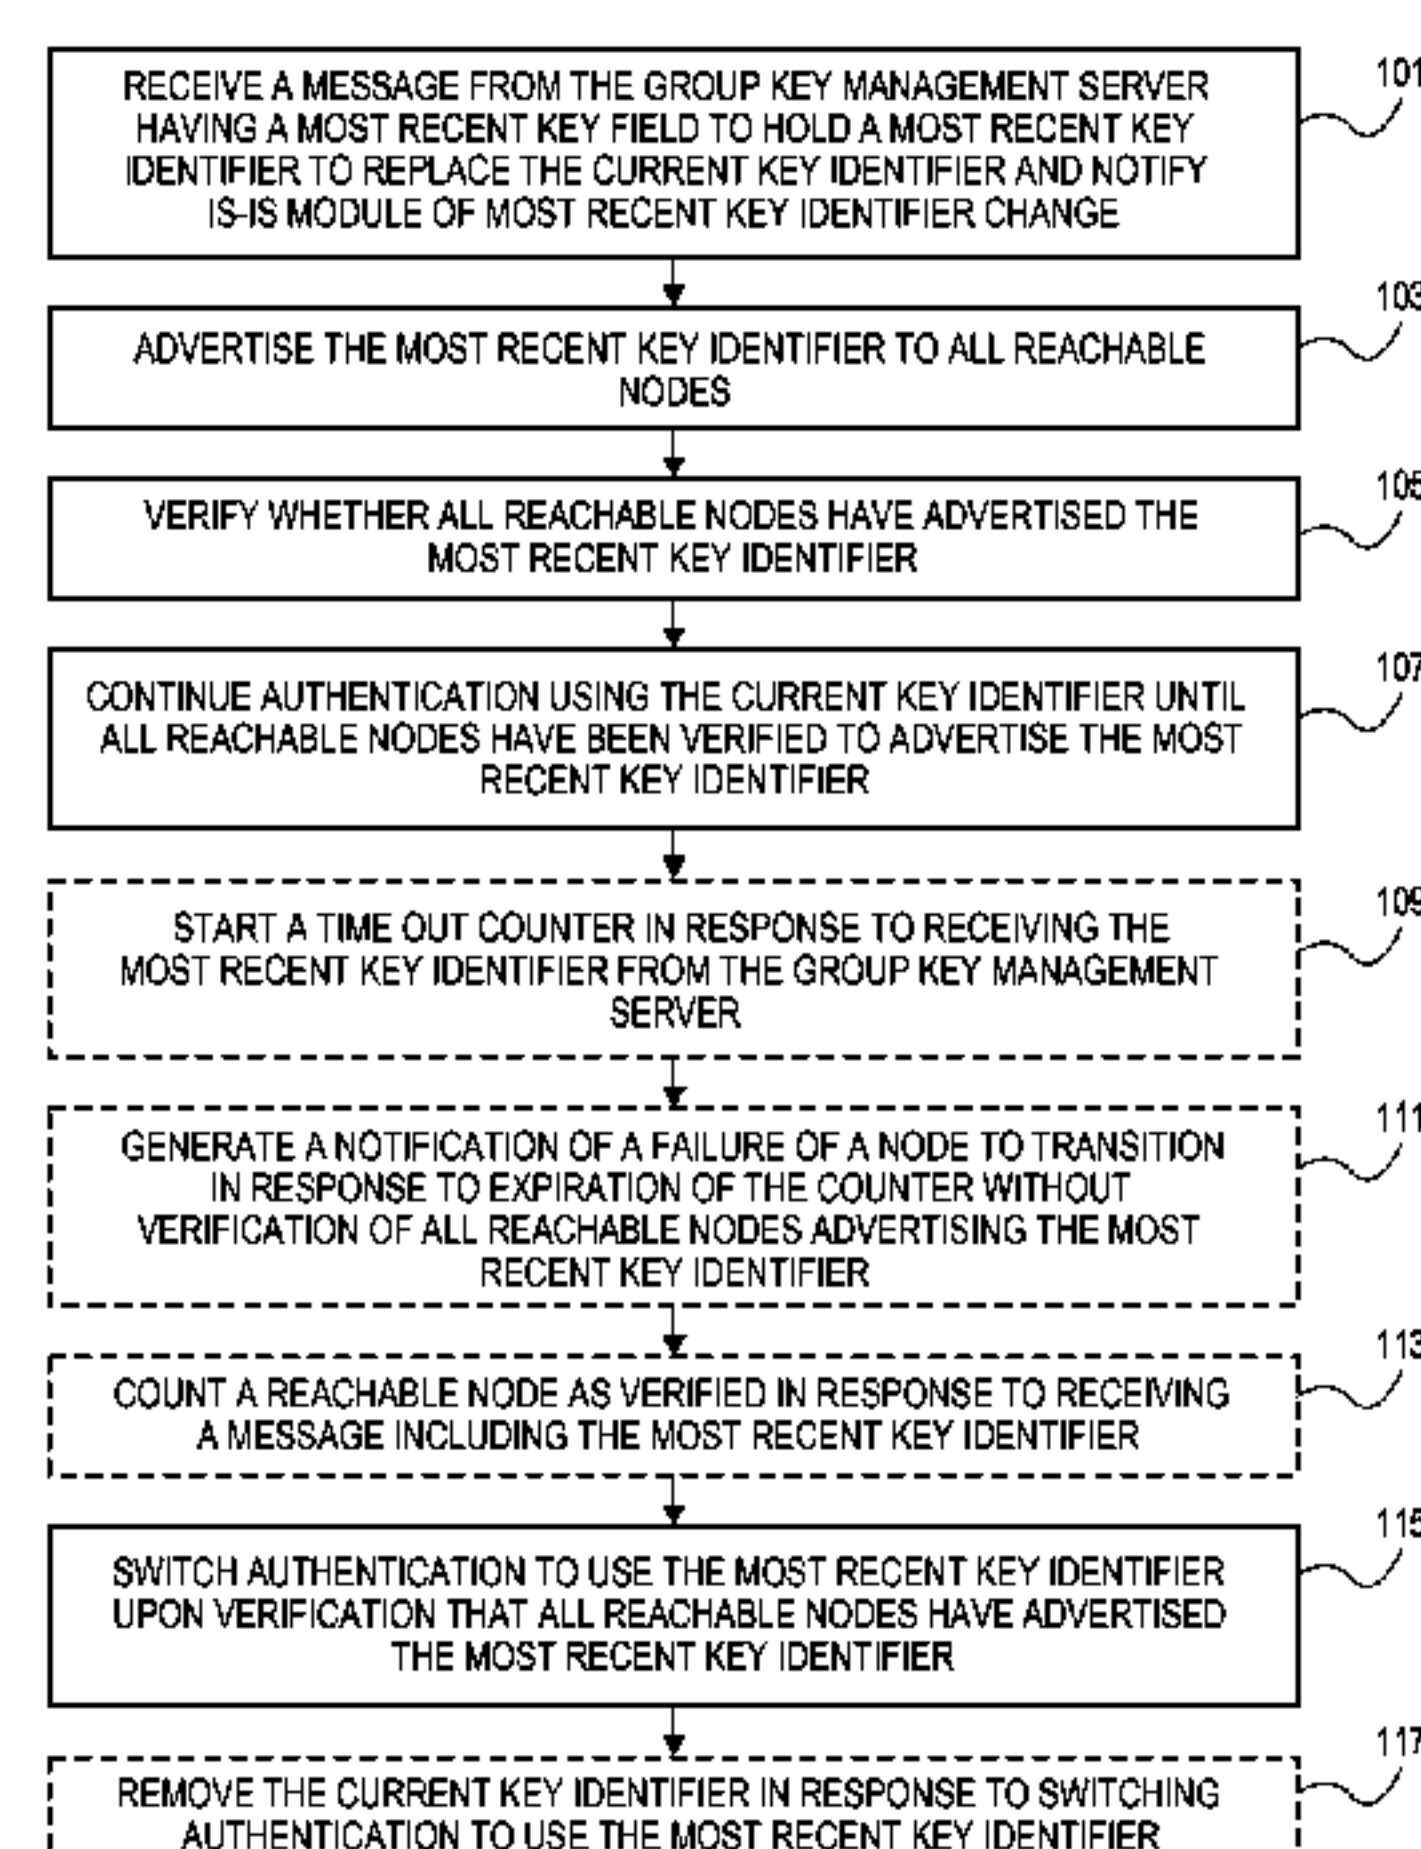 101
RECEIVE A MESSAGE FROM THE GROUP KEY MANAGEMENT SERVER
HAVING A MOST RECENT KEY FIELD TO HOLD A MOST RECENT KEY
IDENTIFIER TO REPLACE THE CURRENT KEY IDENTIFIER AND NOTIFY
IS-IS MODULE OF MOST RECENT KEY IDENTIFIER CHANGE
103
ADVERTISE THE MOST RECENT KEY IDENTIFIER TO ALL REACHABLE
NODES
105
VERIFY WHETHER ALL REACHABLE NODES HAVE ADVERTISED THE
MOST RECENT KEY IDENTIFIER
107
CONTINUE AUTHENTICATION USING THE CURRENT KEY IDENTIFIER UNTIL
ALL REACHABLE NODES HAVE BEEN VERIFIED TO ADVERTISE THE MOST
RECENT KEY IDENTIFIER
109
START A TIME OUT COUNTER IN RESPONSE TO RECEIVING THE
MOST RECENT KEY IDENTIFIER FROM THE GROUP KEY MANAGEMENT
SERVER
111
GENERATE A NOTIFICATION OF A FAILURE OF A NODE TO TRANSITION
IN RESPONSE TO EXPIRATION OF THE COUNTER WITHOUT
VERIFICATION OF ALL REACHABLE NODES ADVERTISING THE MOST
RECENT KEY IDENTIFIER
113
COUNT A REACHABLE NODE AS VERIFIED IN RESPONSE TO RECEIVING
A MESSAGE INCLUDING THE MOST RECENT KEY IDENTIFIER
115
SWITCH AUTHENTICATION TO USE THE MOST RECENT KEY IDENTIFIER
UPON VERIFICATION THAT ALL REACHABLE NODES HAVE ADVERTISED
THE MOST RECENT KEY IDENTIFIER
117
REMOVE THE CURRENT KEY IDENTIFIER IN RESPONSE TO SWITCHING
AUTHENTICATION TO USE THE MOST RECENT KEY IDENTIFIER